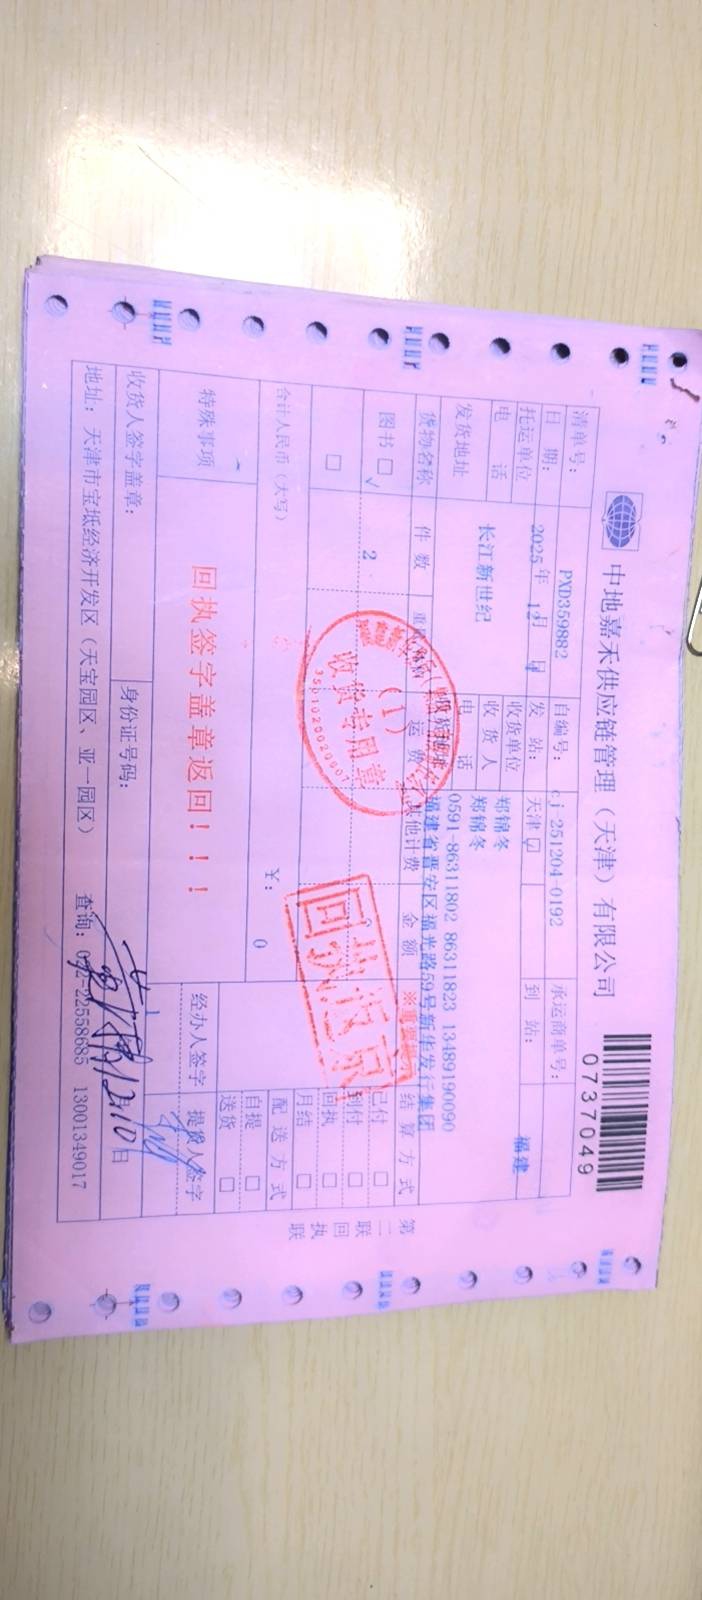 中地嘉禾供应链管理（天津）有限公司
0737049
清单号： PXD359882 自编号： cj 251204-0192 承运商单号：
日 期： 2025 年 12 月 4 发 站： 天津 ☑ 到 站： 福建
托运单位 收货单位 郑锦冬
电 话 长江新世纪 收货人 郑锦冬
发货地址 电 话 0591-86311802 86311823 13489190090
福建省晋安区福光路59号新华发行集团
货物名称 件 数 运 费 其他计费 金 额 结 算 方 式
图书 □ √ 2 已付 □
□ 到付 □
回执 □
月结 □
合计人民币（大写） ￥： 0 配 送 方 式
自提 □
送货 □
特殊事项 回执签字盖章返回！！！ 经办人签字 提货人签字
收货人签字盖章： 身份证号码： 12月10日
地址：天津市宝坻经济开发区（天宝园区、亚一园区） 查询：022-22558685 13001349017
第二联 回执联
(1)
收货专用章
回执返京